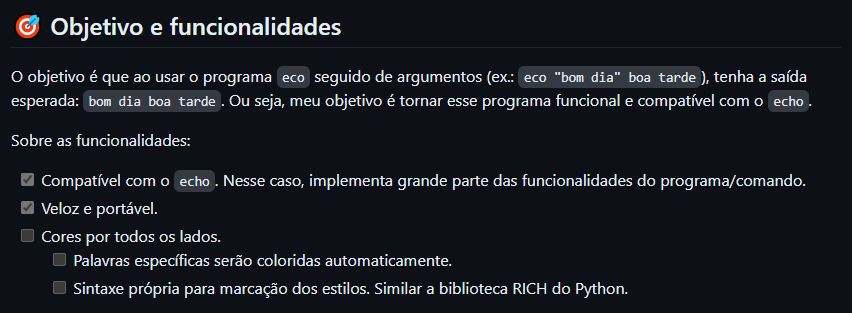 🎯 Objetivo e funcionalidades
O objetivo é que ao usar o programa eco seguido de argumentos (ex.: eco "bom dia" boa tarde), tenha a saída
esperada: bom dia boa tarde. Ou seja, meu objetivo é tornar esse programa funcional e compatível com o echo.
Sobre as funcionalidades:
Compatível com o echo. Nesse caso, implementa grande parte das funcionalidades do programa/comando.
Veloz e portável.
Cores por todos os lados.
Palavras específicas serão coloridas automaticamente.
Sintaxe própria para marcação dos estilos. Similar a biblioteca RICH do Python.